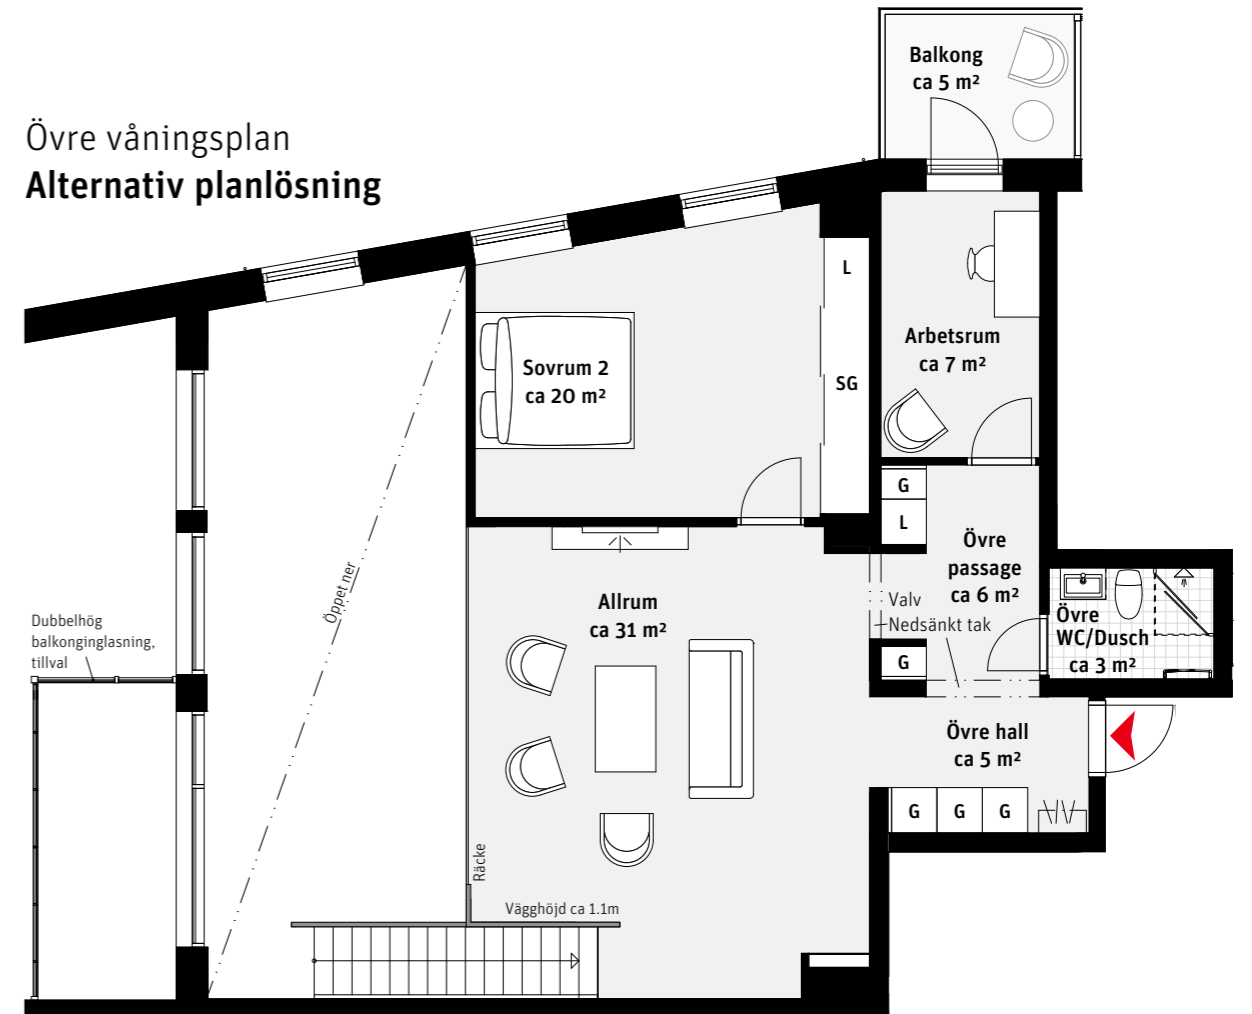 Övre våningsplan
Alternativ planlösning
Balkong
ca 5 m²
L
SG
Arbetsrum
ca 7 m²
Sovrum 2
ca 20 m²
G
L
Övre
passage
ca 6 m²
Öppet ner
Allrum
ca 31 m²
Valv
Nedsänkt tak
G
Övre
WC/Dusch
ca 3 m²
Dubbelhög
balkonginglasning,
tillval
Övre hall
ca 5 m²
G G G
Räcke
Vägghöjd ca 1.1m